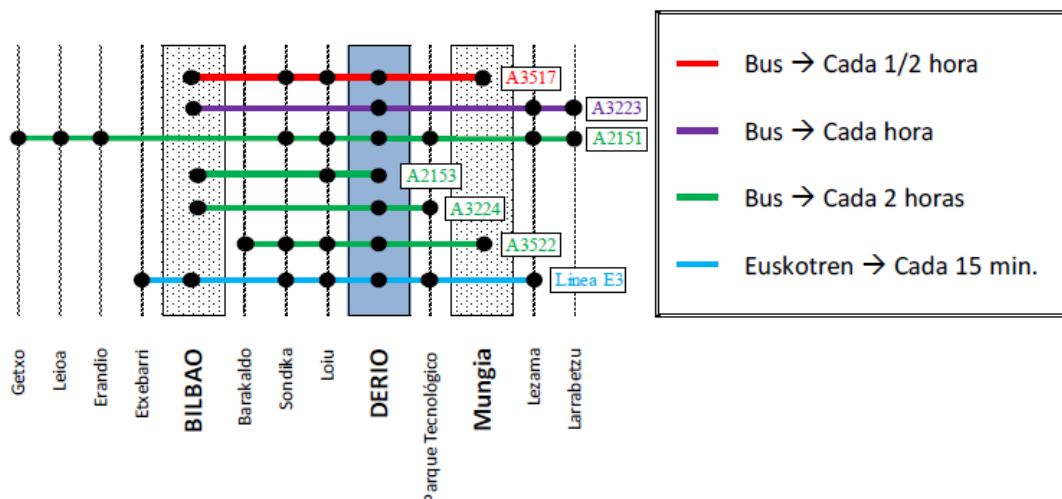 A3517
A3223
A2151
A2153
A3224
A3522
Línea E3
Getxo
Leioa
Erandio
Etxebarri
BILBAO
Barakaldo
Sondika
Loiu
DERIO
Parque Tecnológico
Mungia
Lezama
Larrabetzu
Bus → Cada 1/2 hora
Bus → Cada hora
Bus → Cada 2 horas
Euskotren → Cada 15 min.